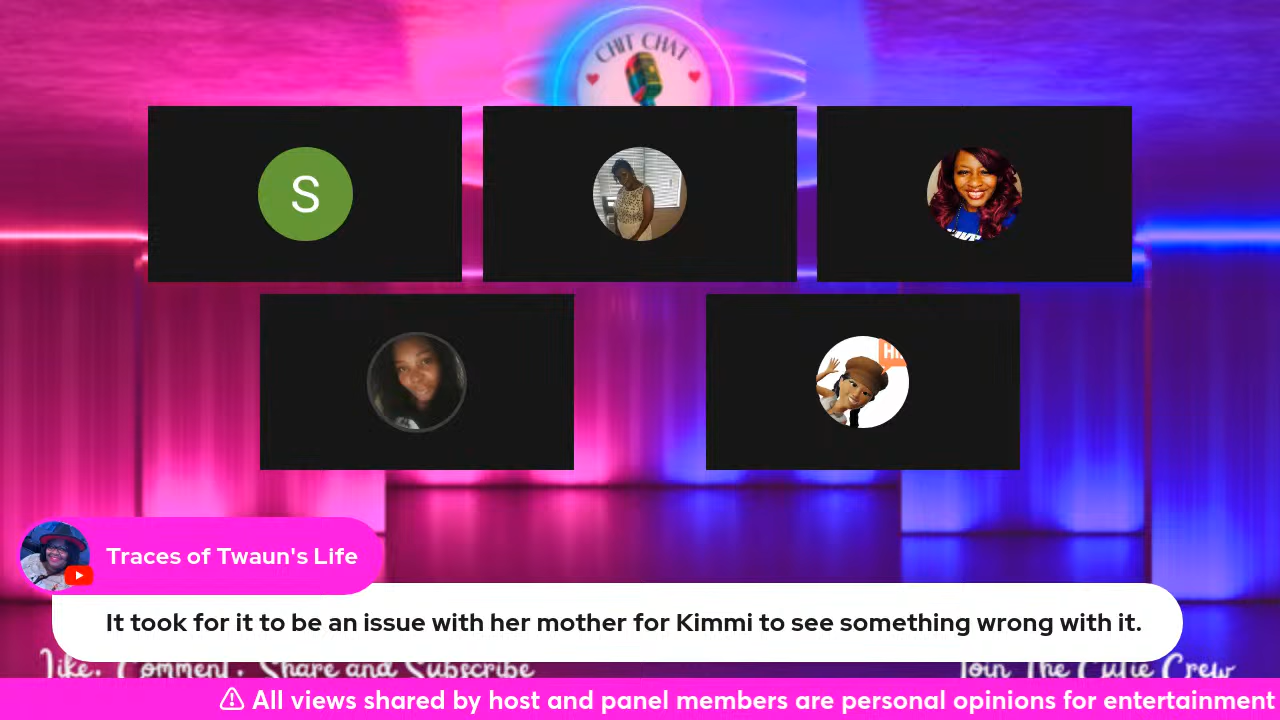 CHIT CHAT
S
HI
Traces of Twaun's Life
It took for it to be an issue with her mother for Kimmi to see something wrong with it.
Like, Comment, Share and Subscribe
Join The Cutie Crew
⚠ All views shared by host and panel members are personal opinions for entertainment